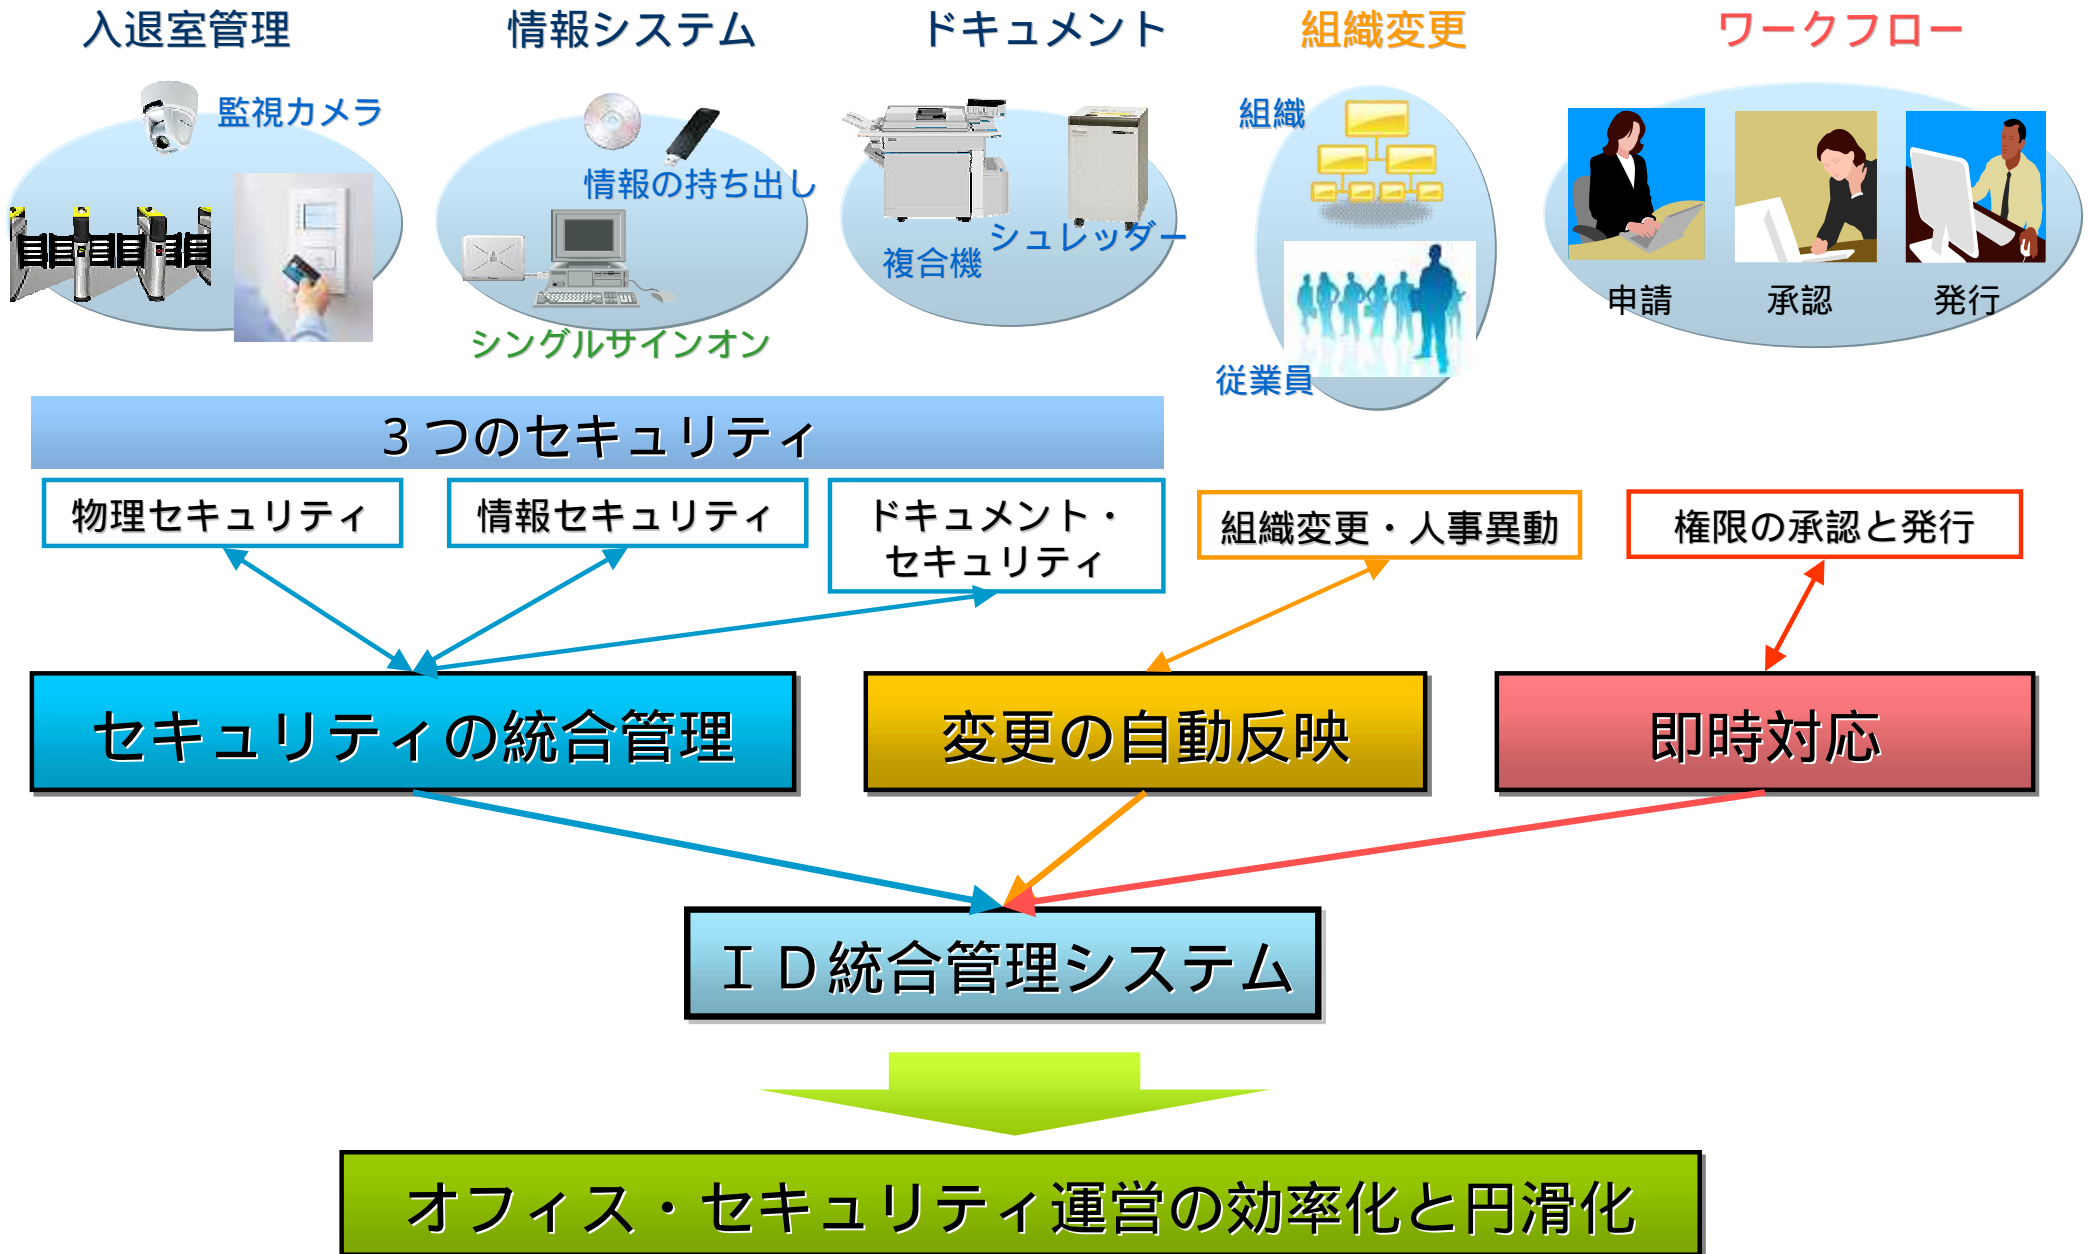 入退室管理
情報システム
ドキュメント
組織変更
ワークフロー
監視カメラ
情報の持ち出し
シングルサインオン
複合機
シュレッダー
組織
従業員
申請
承認
発行
3つのセキュリティ
物理セキュリティ
情報セキュリティ
ドキュメント・
セキュリティ
組織変更・人事異動
権限の承認と発行
セキュリティの統合管理
変更の自動反映
即時対応
ＩＤ統合管理システム
オフィス・セキュリティ運営の効率化と円滑化